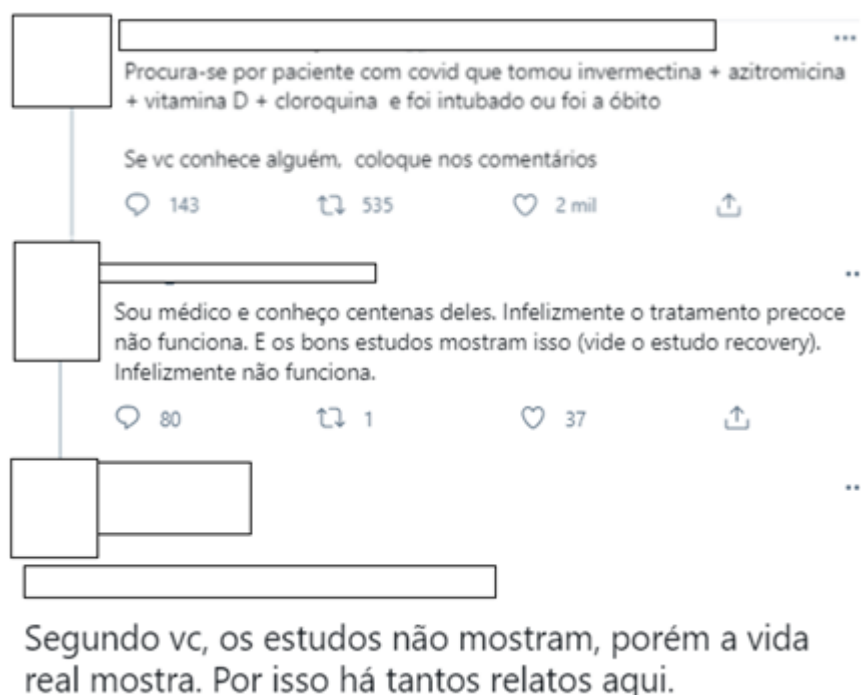 Procura-se por paciente com covid que tomou invermectina + azitromicina
+ vitamina D + cloroquina e foi intubado ou foi a óbito
Se vc conhece alguém, coloque nos comentários
143 535 2 mil
Sou médico e conheço centenas deles. Infelizmente o tratamento precoce
não funciona. E os bons estudos mostram isso (vide o estudo recovery).
Infelizmente não funciona.
80 1 37
Segundo vc, os estudos não mostram, porém a vida
real mostra. Por isso há tantos relatos aqui.